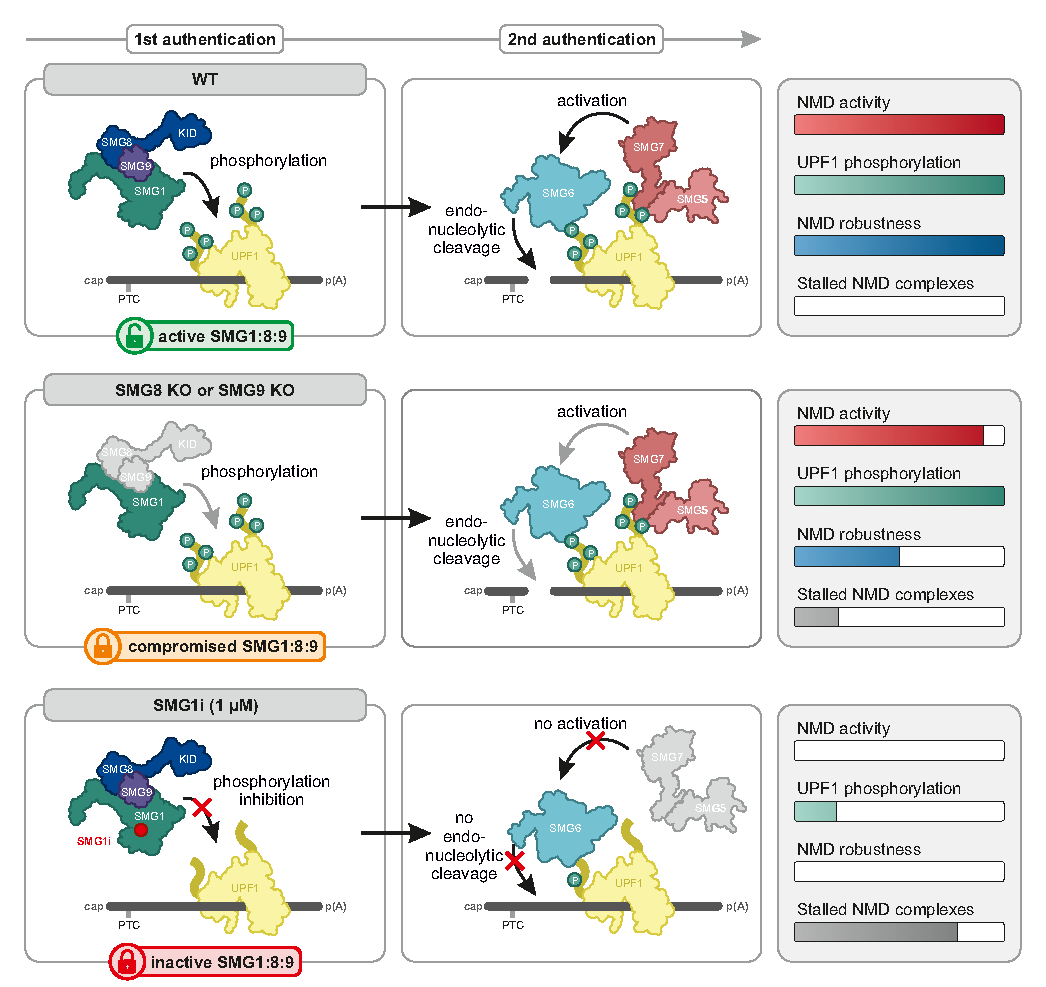 1st authentication
2nd authentication
WT
SMG8
KID
SMG9
SMG1
phosphorylation
P
P
P
P
P
P
UPF1
cap
p(A)
PTC
active SMG1:8:9
activation
SMG7
SMG6
SMG5
endo-
nucleolytic
cleavage
P
P
P
P
P
P
UPF1
cap
p(A)
PTC
NMD activity
UPF1 phosphorylation
NMD robustness
Stalled NMD complexes
SMG8 KO or SMG9 KO
SMG8
KID
SMG9
SMG1
phosphorylation
P
P
P
P
P
P
UPF1
cap
p(A)
PTC
compromised SMG1:8:9
activation
SMG7
SMG6
SMG5
endo-
nucleolytic
cleavage
P
P
P
P
P
P
UPF1
cap
p(A)
PTC
NMD activity
UPF1 phosphorylation
NMD robustness
Stalled NMD complexes
SMG1i (1 µM)
SMG8
KID
SMG9
SMG1
SMG1i
phosphorylation
inhibition
UPF1
cap
p(A)
PTC
inactive SMG1:8:9
no activation
SMG7
SMG6
SMG5
no
endo-
nucleolytic
cleavage
P
UPF1
cap
p(A)
PTC
NMD activity
UPF1 phosphorylation
NMD robustness
Stalled NMD complexes